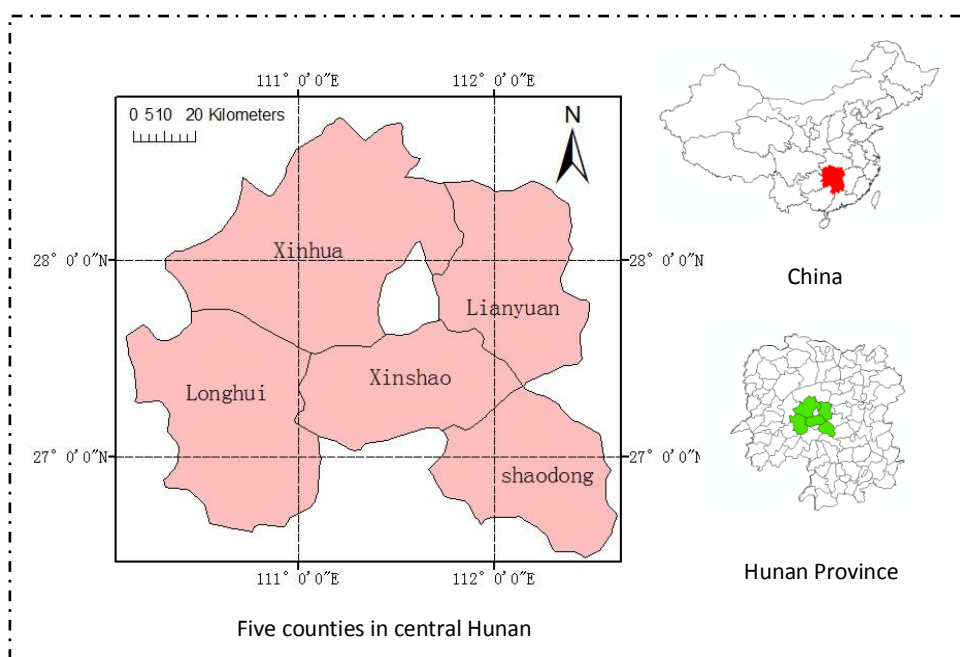 111° 0′0″E 112° 0′0″E
0 510 20 Kilometers
N
Xinhua
28° 0′0″N 28° 0′0″N
Lianyuan
Xinshao
Longhui
27° 0′0″N 27° 0′0″N
shaodong
111° 0′0″E 112° 0′0″E
Five counties in central Hunan
China
Hunan Province